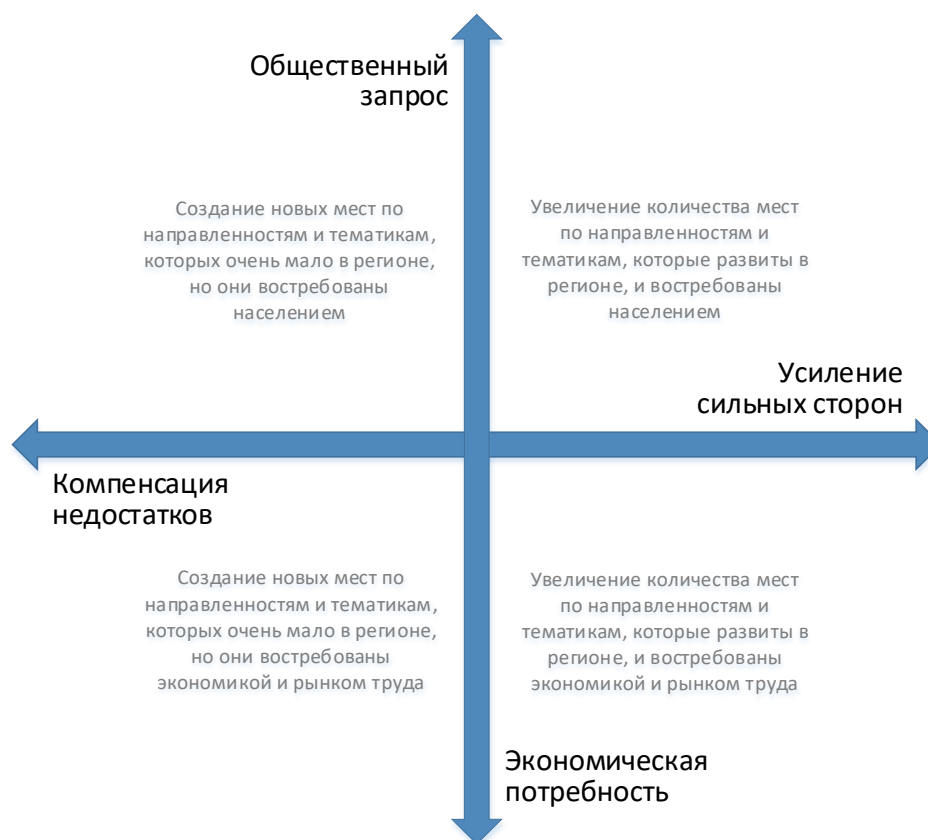 Общественный
запрос
Создание новых мест по
направленностям и тематикам,
которых очень мало в регионе,
но они востребованы
населением
Увеличение количества мест
по направленностям и
тематикам, которые развиты в
регионе, и востребованы
населением
Усиление
сильных сторон
Компенсация
недостатков
Создание новых мест по
направленностям и тематикам,
которых очень мало в регионе,
но они востребованы
экономикой и рынком труда
Увеличение количества мест
по направленностям и
тематикам, которые развиты в
регионе, и востребованы
экономикой и рынком труда
Экономическая
потребность